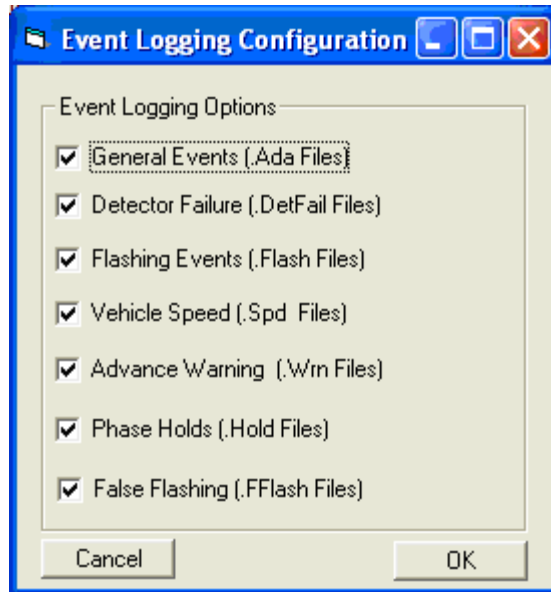 Event Logging Configuration
Event Logging Options
General Events (.Ada Files)
Detector Failure (.DetFail Files)
Flashing Events (.Flash Files)
Vehicle Speed (.Spd  Files)
Advance Warning  (.Wrn Files)
Phase Holds (.Hold Files)
False Flashing (.FFlash Files)
Cancel OK